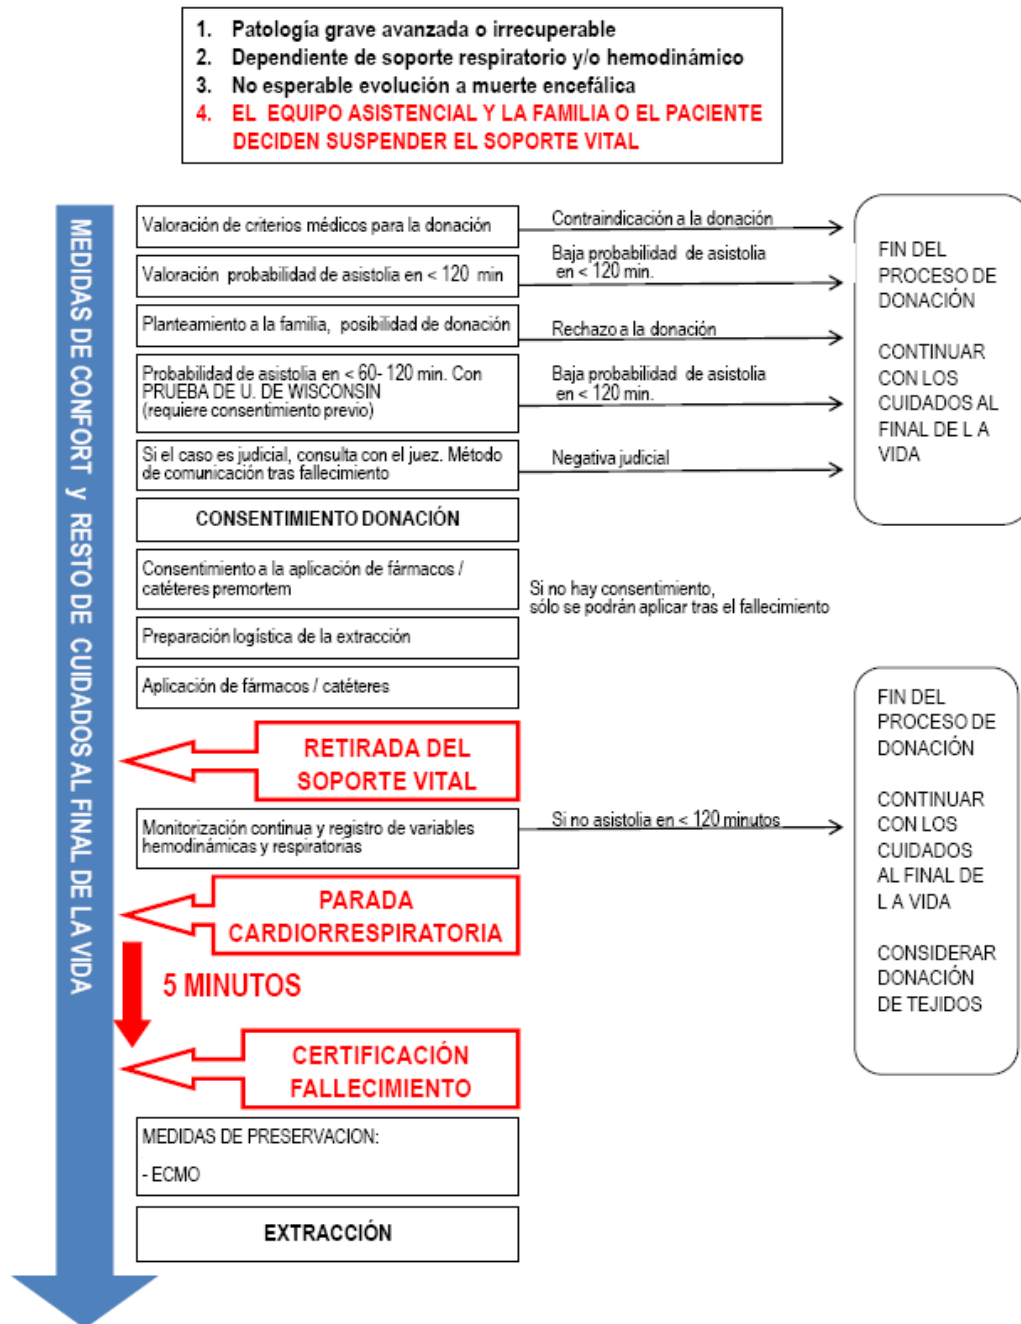 1. Patología grave avanzada o irrecuperable
2. Dependiente de soporte respiratorio y/o hemodinámico
3. No esperable evolución a muerte encefálica
4. EL EQUIPO ASISTENCIAL Y LA FAMILIA O EL PACIENTE
DECIDEN SUSPENDER EL SOPORTE VITAL
MEDIDAS DE CONFORT y RESTO DE CUIDADOS AL FINAL DE LA VIDA
Valoración de criterios médicos para la donación
Contraindicación a la donación
Valoración probabilidad de asistolia en < 120 min
Baja probabilidad de asistolia
en < 120 min.
Planteamiento a la familia, posibilidad de donación
Rechazo a la donación
Probabilidad de asistolia en < 60- 120 min. Con
PRUEBA DE U. DE WISCONSIN
(requiere consentimiento previo)
Baja probabilidad de asistolia
en < 120 min.
Si el caso es judicial, consulta con el juez. Método
de comunicación tras fallecimiento
Negativa judicial
FIN DEL
PROCESO DE
DONACIÓN
CONTINUAR
CON LOS
CUIDADOS AL
FINAL DE L A
VIDA
CONSENTIMIENTO DONACIÓN
Consentimiento a la aplicación de fármacos /
catéteres premortem
Si no hay consentimiento,
sólo se podrán aplicar tras el fallecimiento
Preparación logística de la extracción
Aplicación de fármacos / catéteres
RETIRADA DEL
SOPORTE VITAL
Monitorización continua y registro de variables
hemodinámicas y respiratorias
Si no asistolia en < 120 minutos
FIN DEL
PROCESO DE
DONACIÓN
CONTINUAR
CON LOS
CUIDADOS
AL FINAL DE
L A VIDA
CONSIDERAR
DONACIÓN
DE TEJIDOS
PARADA
CARDIORRESPIRATORIA
5 MINUTOS
CERTIFICACIÓN
FALLECIMIENTO
MEDIDAS DE PRESERVACION:
- ECMO
EXTRACCIÓN